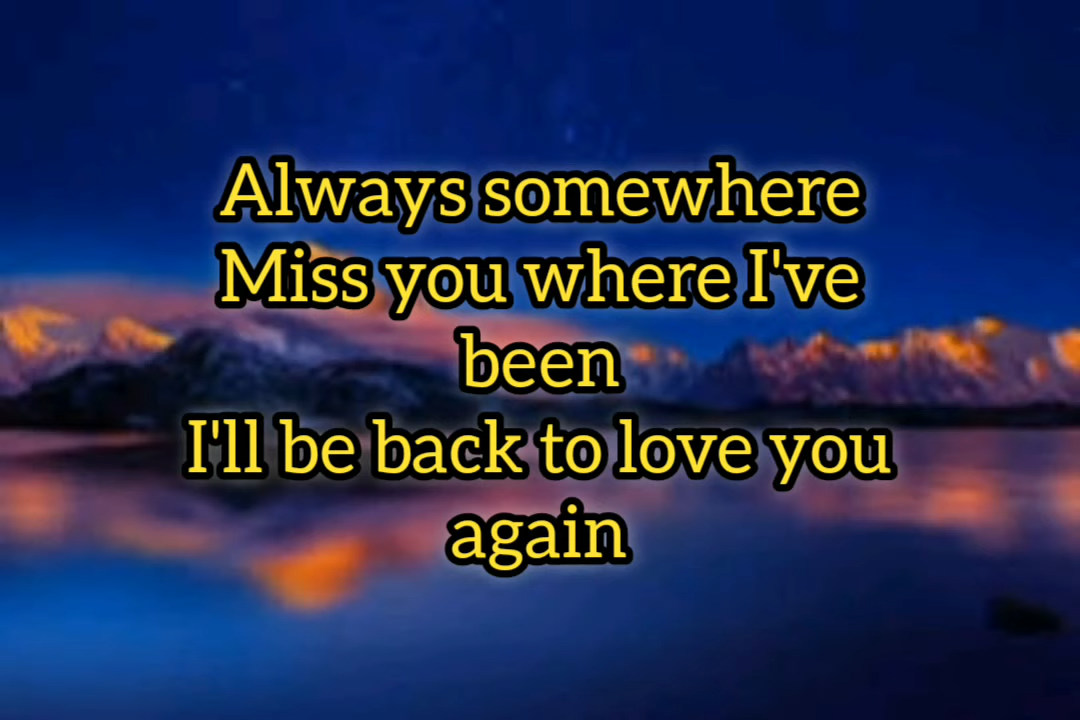 Always somewhere
Miss you where I've
been
I'll be back to love you
again